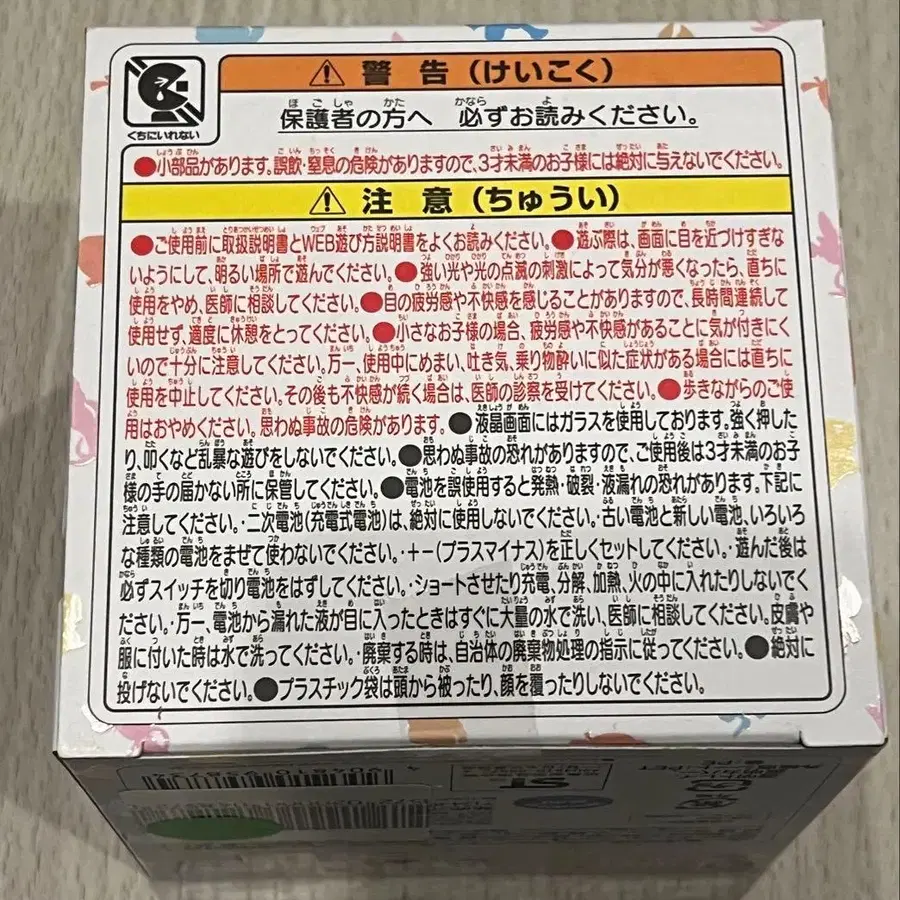 くちにいれない
警告(けいこく)
保護者の方へ 必ずお読みください。
●小部品があります。誤飲・窒息の危険がありますので、3才未満のお子様には絶対に与えないでください。
注意(ちゅうい)
●ご使用前に取扱説明書とWEB遊び方説明書をよくお読みください。●遊ぶ際は、画面に目を近づけすぎな
いようにして、明るい場所で遊んでください。●強い光や光の点滅の刺激によって気分が悪くなったら、直ちに
使用をやめ、医師に相談してください。●目の疲労感や不快感を感じることがありますので、長時間連続して
使用せず、適度に休憩をとってください。●小さなお子様の場合、疲労感や不快感があることに気が付きにく
いので十分に注意してください。万一、使用中にめまい、吐き気、乗り物酔いに似た症状がある場合には直ちに
使用を中止してください。その後も不快感が続く場合は、医師の診察を受けてください。●歩きながらのご使
用はおやめください。思わぬ事故の危険があります。●液晶画面にはガラスを使用しております。強く押した
り、叩くなど乱暴な遊びをしないでください。●思わぬ事故の恐れがありますので、ご使用後は3才未満のお子
様の手の届かない所に保管してください。●電池を誤使用すると発熱・破裂・液漏れの恐れがあります。下記に
注意してください。・二次電池(充電式電池)は、絶対に使用しないでください。・古い電池と新しい電池、いろいろ
な種類の電池をまぜて使わないでください。・+−(プラスマイナス)を正しくセットしてください。・遊んだ後は
必ずスイッチを切り電池をはずしてください。・ショートさせたり充電、分解、加熱、火の中に入れたりしないでく
ださい。・万一、電池から漏れた液が目に入ったときはすぐに大量の水で洗い、医師に相談してください。皮膚や
服に付いた時は水で洗ってください。・廃棄する時は、自治体の廃棄物処理の指示に従ってください。●絶対に
投げないでください。●プラスチック袋は頭から被ったり、顔を覆ったりしないでください。
ST